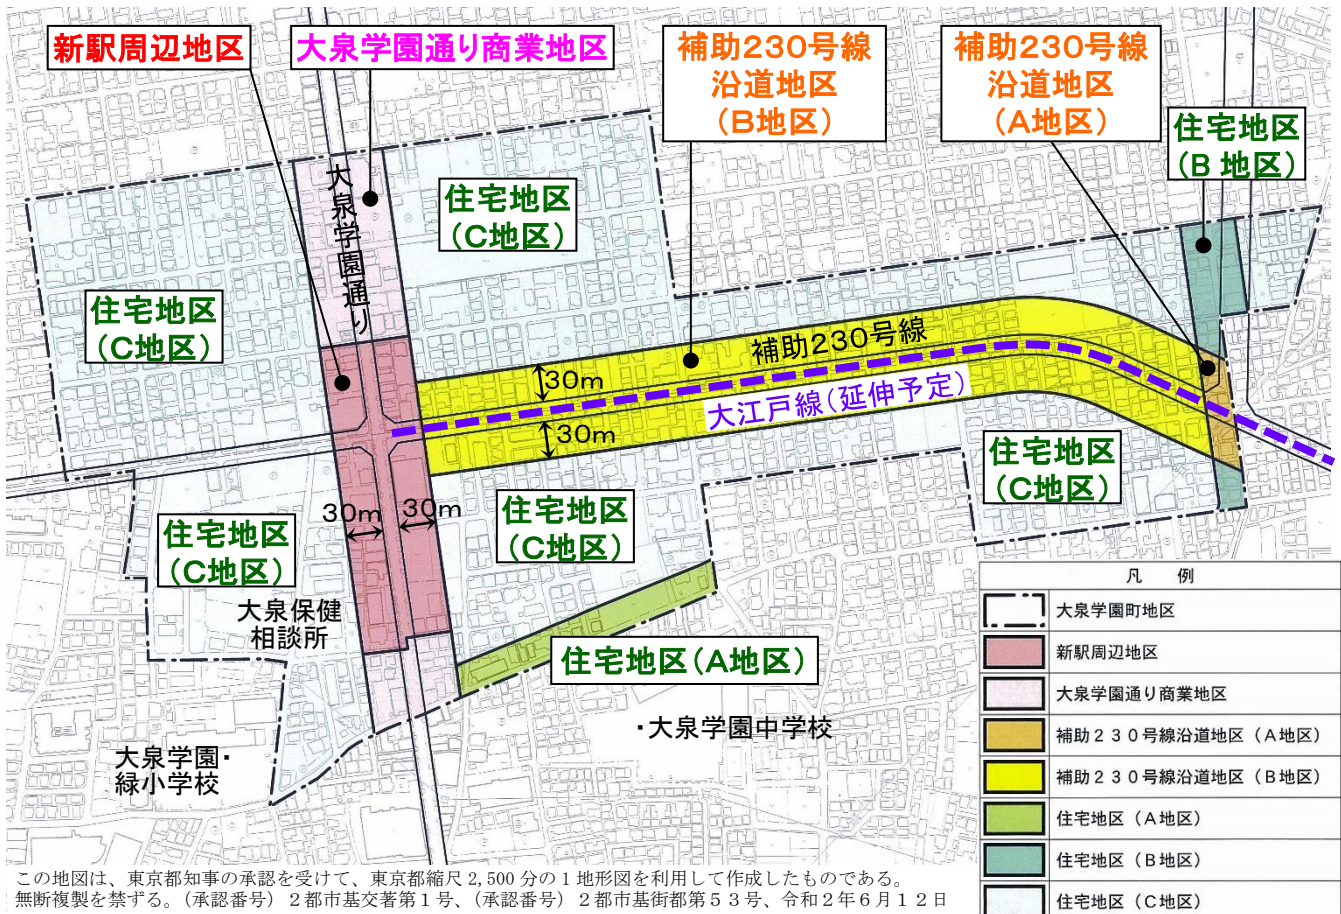 新駅周辺地区
大泉学園通り商業地区
補助230号線
沿道地区
(B地区)
補助230号線
沿道地区
(A地区)
住宅地区
(B地区)
大泉学園通り
住宅地区
(C地区)
住宅地区
(C地区)
補助230号線
30m
大江戸線(延伸予定)
30m
住宅地区
(C地区)
30m
30m
住宅地区
(C地区)
住宅地区
(C地区)
大泉保健
相談所
住宅地区(A地区)
・大泉学園中学校
大泉学園・
緑小学校
凡 例
大泉学園町地区
新駅周辺地区
大泉学園通り商業地区
補助230号線沿道地区(A地区)
補助230号線沿道地区(B地区)
住宅地区(A地区)
住宅地区(B地区)
住宅地区(C地区)
この地図は、東京都知事の承認を受けて、東京都縮尺2,500分の1地形図を利用して作成したものである。
無断複製を禁ずる。(承認番号)2都市基交著第1号、(承認番号)2都市基街都第53号、令和2年6月12日